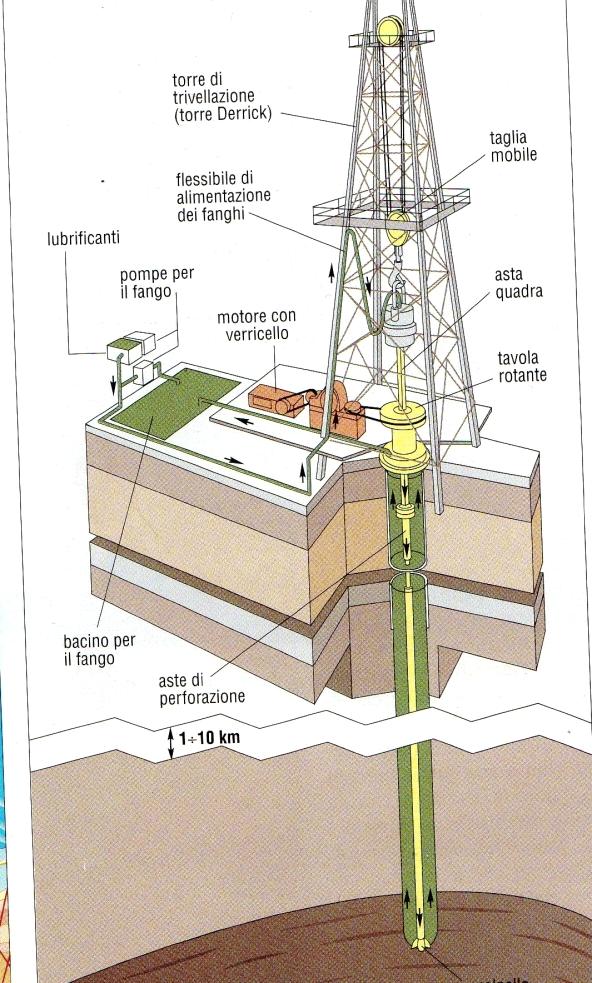 torre di
trivellazione
(torre Derrick)
taglia
mobile
flessibile di
alimentazione
dei fanghi
lubrificanti
pompe per
il fango
asta
quadra
motore con
verricello
tavola
rotante
bacino per
il fango
aste di
perforazione
1÷10 km